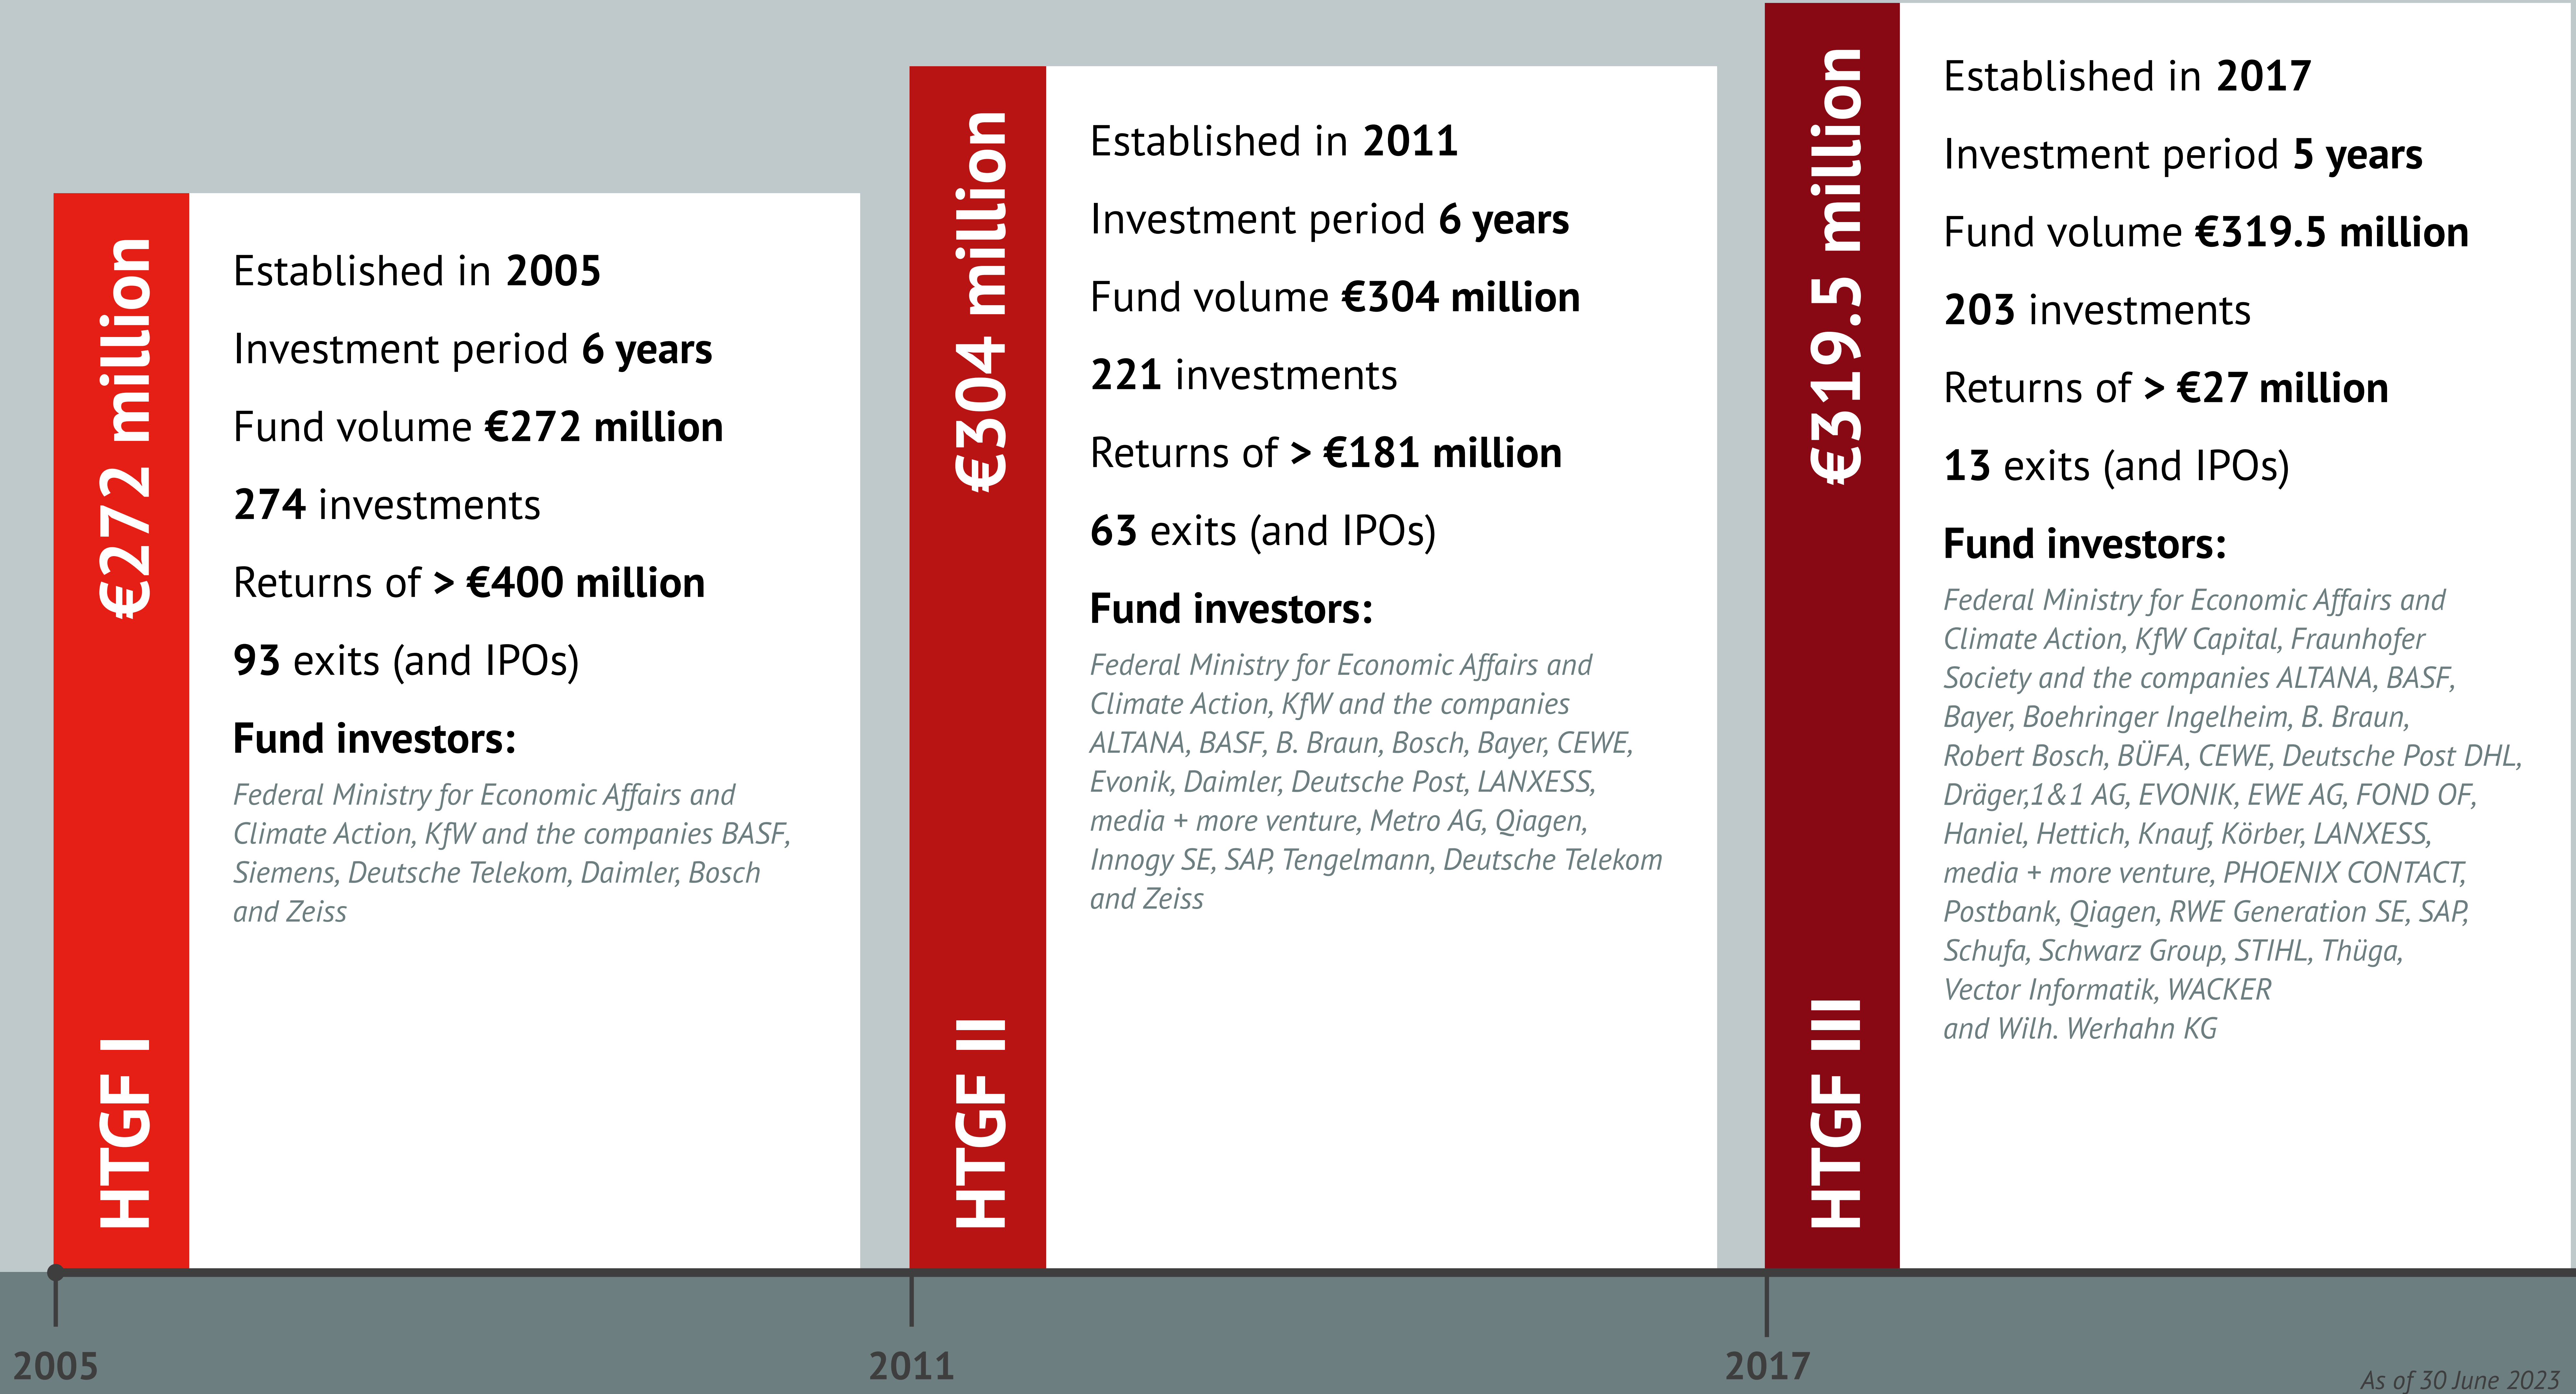 €272 million
HTGF I
Established in 2005
Investment period 6 years
Fund volume €272 million
274 investments
Returns of > €400 million
93 exits (and IPOs)
Fund investors:
Federal Ministry for Economic Affairs and
Climate Action, KfW and the companies BASF,
Siemens, Deutsche Telekom, Daimler, Bosch
and Zeiss
€304 million
HTGF II
Established in 2011
Investment period 6 years
Fund volume €304 million
221 investments
Returns of > €181 million
63 exits (and IPOs)
Fund investors:
Federal Ministry for Economic Affairs and
Climate Action, KfW and the companies
ALTANA, BASF, B. Braun, Bosch, Bayer, CEWE,
Evonik, Daimler, Deutsche Post, LANXESS,
media + more venture, Metro AG, Qiagen,
Innogy SE, SAP, Tengelmann, Deutsche Telekom
and Zeiss
€319.5 million
HTGF III
Established in 2017
Investment period 5 years
Fund volume €319.5 million
203 investments
Returns of > €27 million
13 exits (and IPOs)
Fund investors:
Federal Ministry for Economic Affairs and
Climate Action, KfW Capital, Fraunhofer
Society and the companies ALTANA, BASF,
Bayer, Boehringer Ingelheim, B. Braun,
Robert Bosch, BÜFA, CEWE, Deutsche Post DHL,
Dräger,1&1 AG, EVONIK, EWE AG, FOND OF,
Haniel, Hettich, Knauf, Körber, LANXESS,
media + more venture, PHOENIX CONTACT,
Postbank, Qiagen, RWE Generation SE, SAP,
Schufa, Schwarz Group, STIHL, Thüga,
Vector Informatik, WACKER
and Wilh. Werhahn KG
2005
2011
2017
As of 30 June 2023